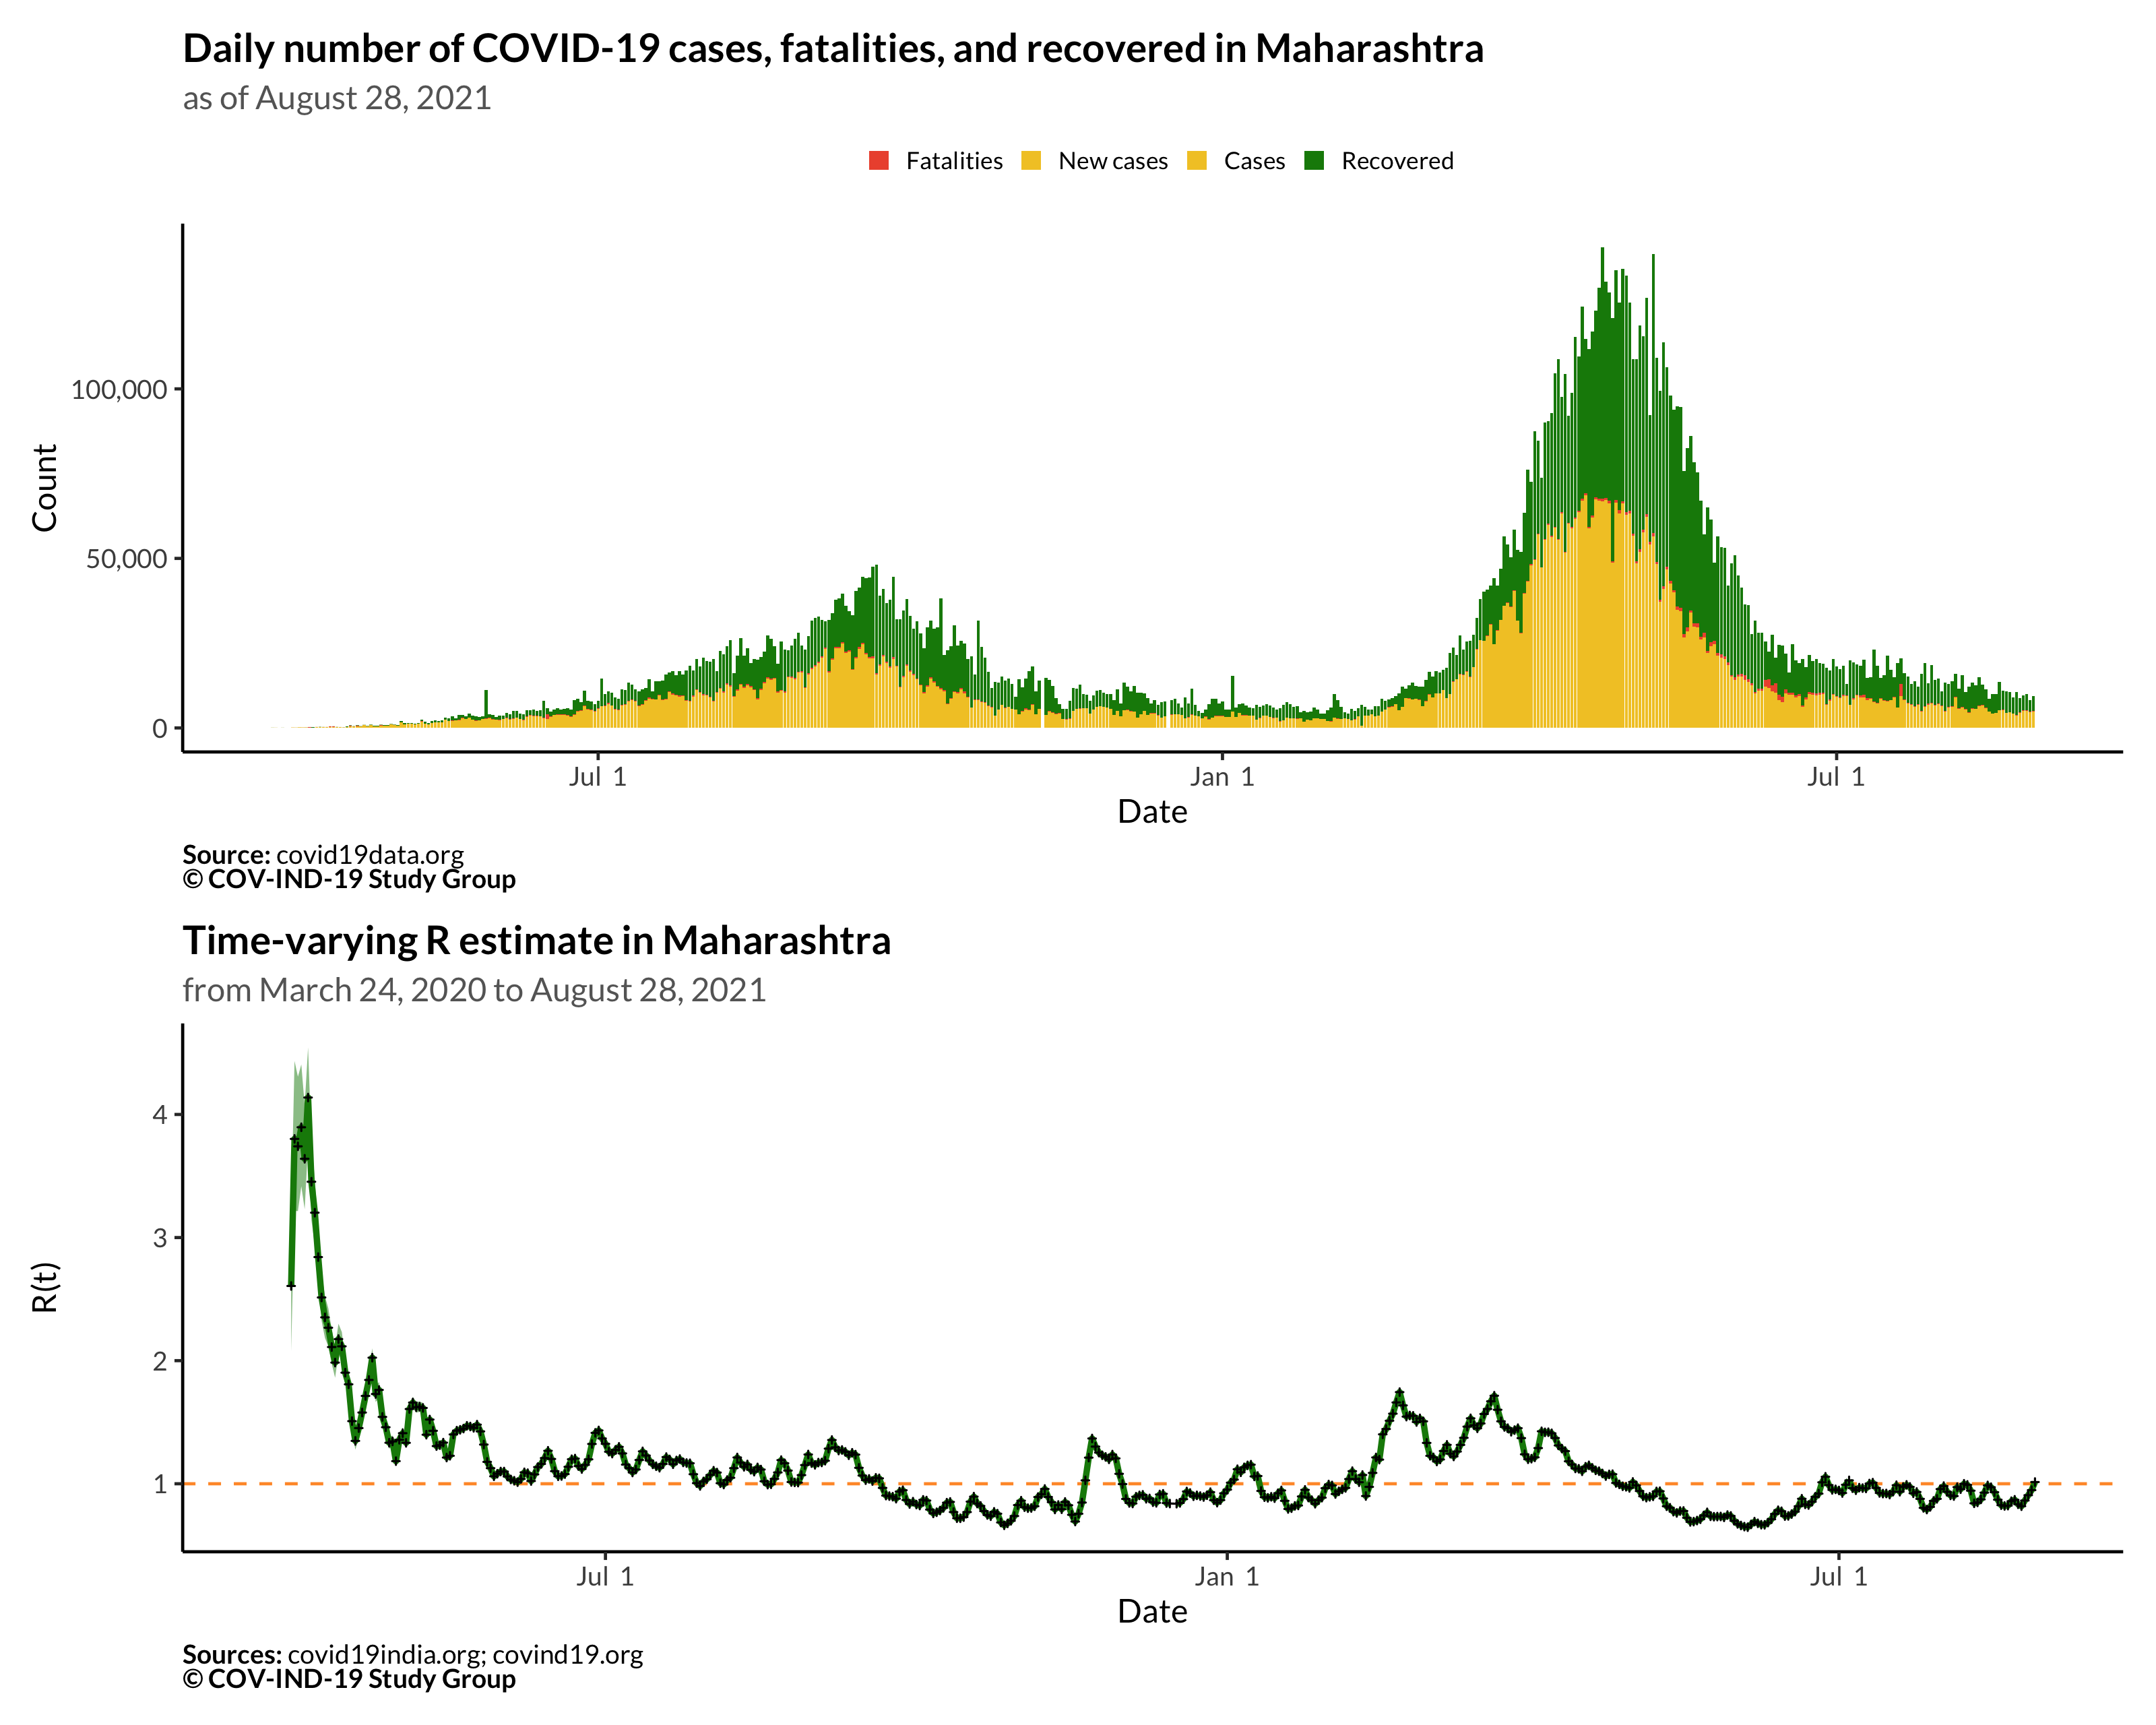 Daily number of COVID-19 cases, fatalities, and recovered in Maharashtra
as of August 28, 2021
Fatalities New cases Cases Recovered
Count
100,000
50,000
0
Jul 1 Jan 1 Jul 1
Date
Source: covid19data.org
© COV-IND-19 Study Group
Time-varying R estimate in Maharashtra
from March 24, 2020 to August 28, 2021
R(t)
4
3
2
1
Jul 1 Jan 1 Jul 1
Date
Sources: covid19india.org; covind19.org
© COV-IND-19 Study Group